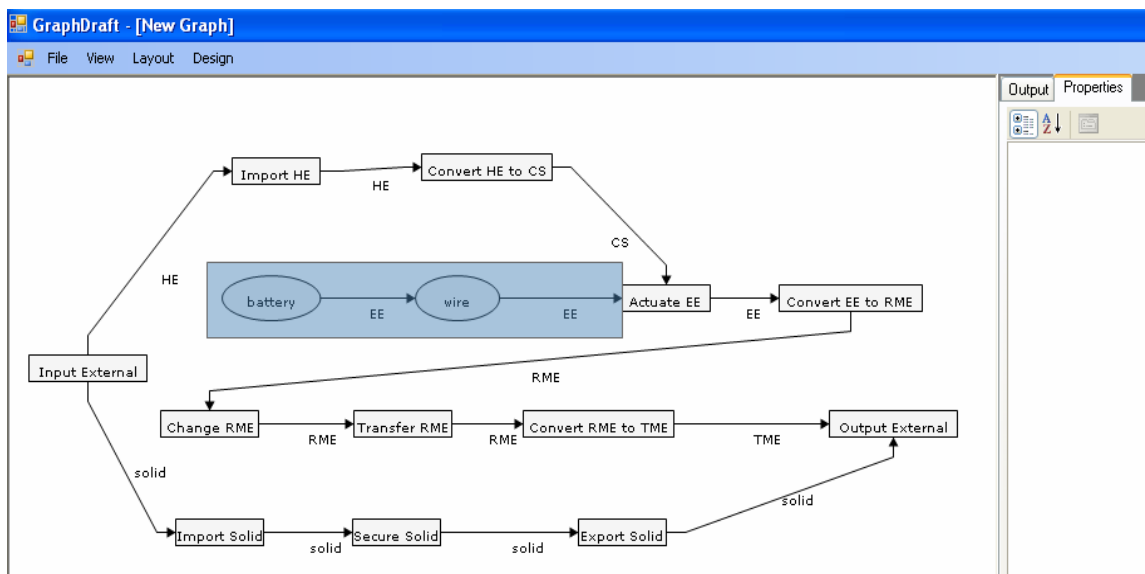 GraphDraft - [New Graph]
File View Layout Design
Output Properties
A
Z
Import HE
HE
Convert HE to CS
CS
HE
battery
EE
wire
EE
Actuate EE
EE
Convert EE to RME
Input External
RME
Change RME
RME
Transfer RME
RME
Convert RME to TME
TME
Output External
solid
solid
Import Solid
solid
Secure Solid
solid
Export Solid